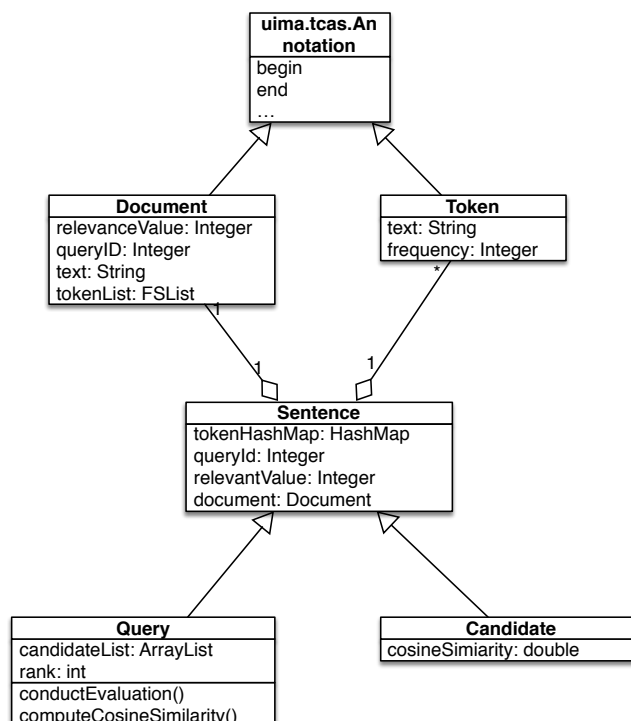 uima.tcas.An
notation
begin
end
...
Document
relevanceValue: Integer
queryID: Integer
text: String
tokenList: FSList
Token
text: String
frequency: Integer
1
*
1
1
Sentence
tokenHashMap: HashMap
queryId: Integer
relevantValue: Integer
document: Document
Query
candidateList: ArrayList
rank: int
conductEvaluation()
computeCosineSimilarity()
Candidate
cosineSimiarity: double